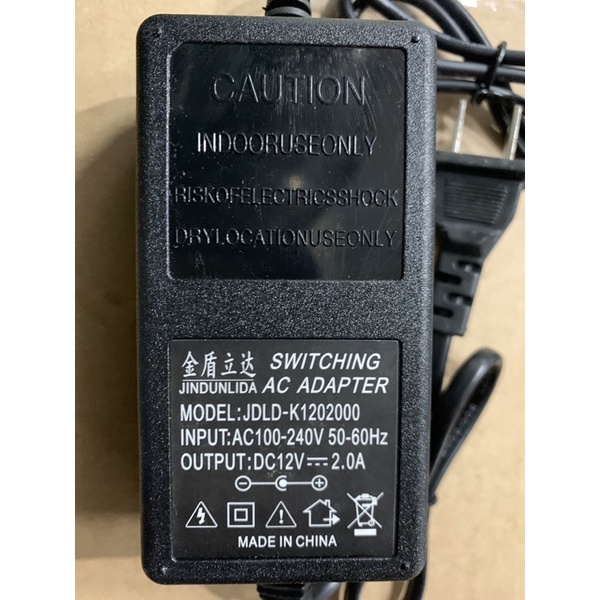 CAUTION
INDOORUSEONLY
RISKOFELECTRICSSHOCK
DRYLOCATIONUSEONLY
金盾立达 SWITCHING
JINDUNLIDA AC ADAPTER
MODEL:JDLD-K1202000
INPUT:AC100-240V 50-60Hz
OUTPUT:DC12V⎓2.0A
MADE IN CHINA